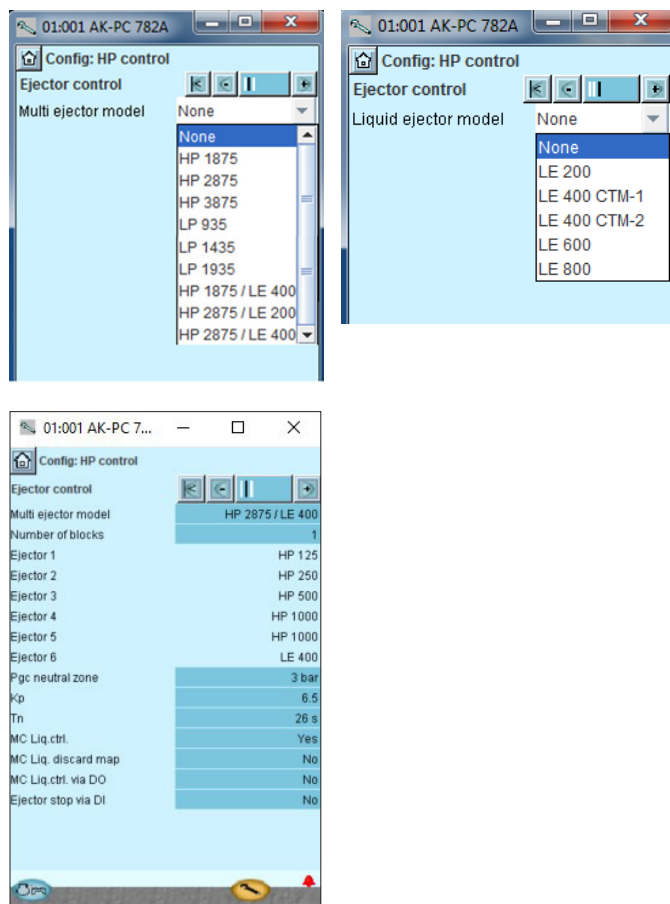 01:001 AK-PC 782A
Config: HP control
Ejector control
Multi ejector model None
None
HP 1875
HP 2875
HP 3875
LP 935
LP 1435
LP 1935
HP 1875 / LE 400
HP 2875 / LE 200
HP 2875 / LE 400
01:001 AK-PC 782A
Config: HP control
Ejector control
Liquid ejector model None
None
LE 200
LE 400 CTM-1
LE 400 CTM-2
LE 600
LE 800
01:001 AK-PC 7...
Config: HP control
Ejector control
Multi ejector model HP 2875 / LE 400
Number of blocks 1
Ejector 1 HP 125
Ejector 2 HP 250
Ejector 3 HP 500
Ejector 4 HP 1000
Ejector 5 HP 1000
Ejector 6 LE 400
Pgc neutral zone 3 bar
Kp 6.5
Tn 26 s
MC Liq.ctrl. Yes
MC Liq. discard map No
MC Liq.ctrl. via DO No
Ejector stop via DI No